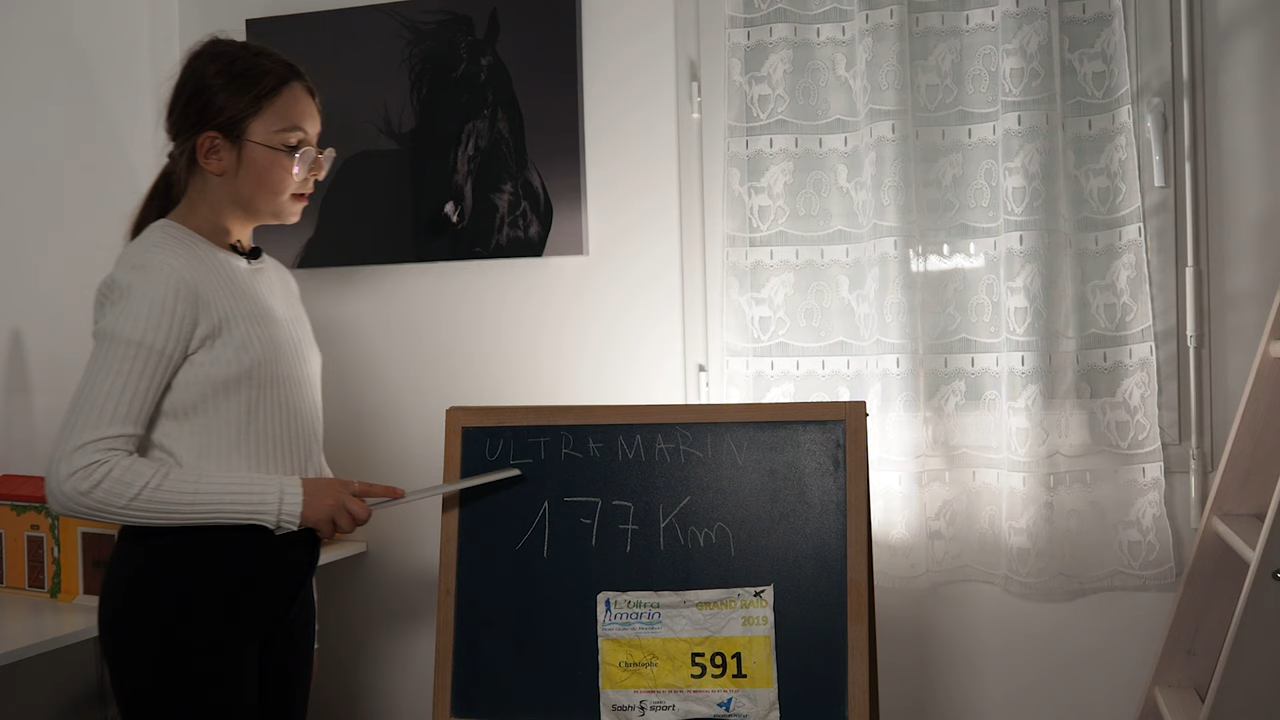 ULTRAMARIN
177 Km
L'Ultra
marin
GRAND RAID
2019
Christophe
591
Sobhi sport